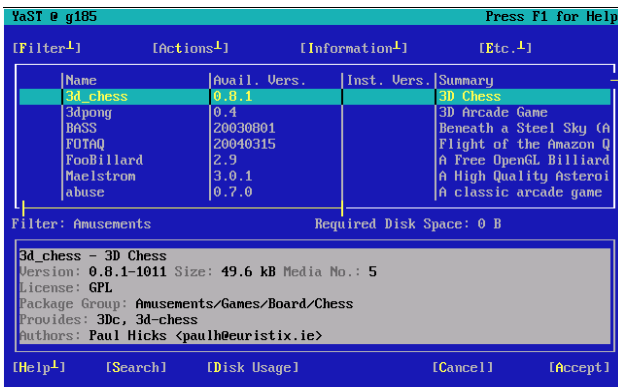 YaST @ g185 Press F1 for Help
[Filter┴] [Actions┴] [Information┴] [Etc.┴]
Name Avail. Vers. Inst. Vers. Summary
3d_chess 0.8.1 3D Chess
3dpong 0.4 3D Arcade Game
BASS 20030801 Beneath a Steel Sky (A
FOTAQ 20040315 Flight of the Amazon Q
FooBillard 2.9 A Free OpenGL Billiard
Maelstrom 3.0.1 A High Quality Asteroi
abuse 0.7.0 A classic arcade game
Filter: Amusements Required Disk Space: 0 B
3d_chess - 3D Chess
Version: 0.8.1-1011 Size: 49.6 kB Media No.: 5
License: GPL
Package Group: Amusements/Games/Board/Chess
Provides: 3Dc, 3d-chess
Authors: Paul Hicks <paulh@euristix.ie>
[Help┴] [Search] [Disk Usage] [Cancel] [Accept]